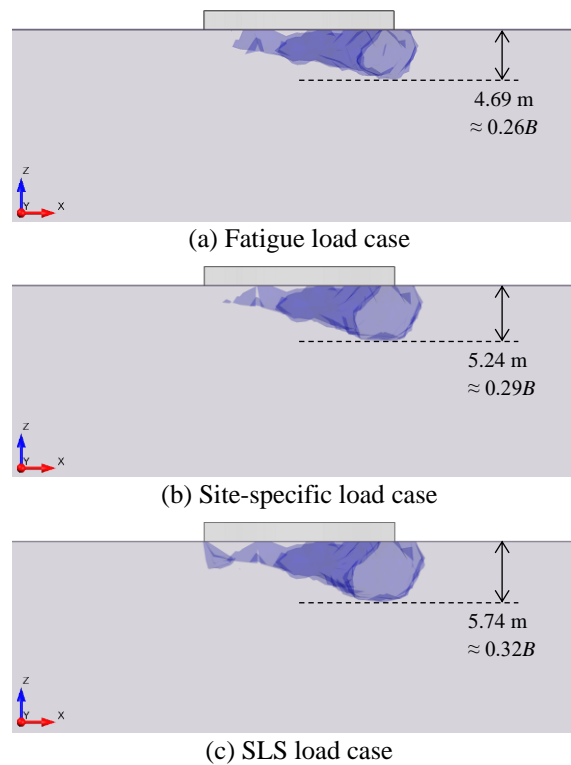 4.69 m
≈ 0.26B
Z
Y
X
(a) Fatigue load case
5.24 m
≈ 0.29B
Z
Y
X
(b) Site-specific load case
5.74 m
≈ 0.32B
Z
Y
X
(c) SLS load case